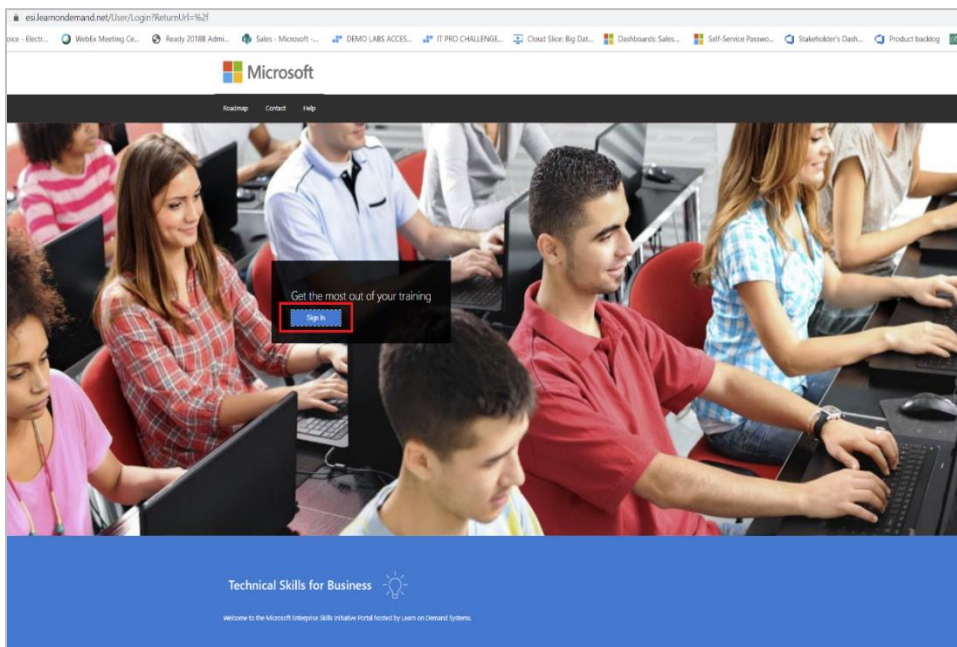 esi.learnondemand.net/User/Login?ReturnUrl=%2f
oice - Electr... WebEx Meeting Ce... Ready 2018B Admi... Sales - Microsoft -... DEMO LABS ACCES... IT PRO CHALLENGE... Cloud Slice: Big Dat... Dashboards: Sales... Self-Service Passwo... Stakeholder's Dash... Product backlog
Microsoft
Roadmap Contact Help
Get the most out of your training
Sign In
Technical Skills for Business
Welcome to the Microsoft Enterprise Skills Initiative Portal hosted by Learn on Demand Systems.